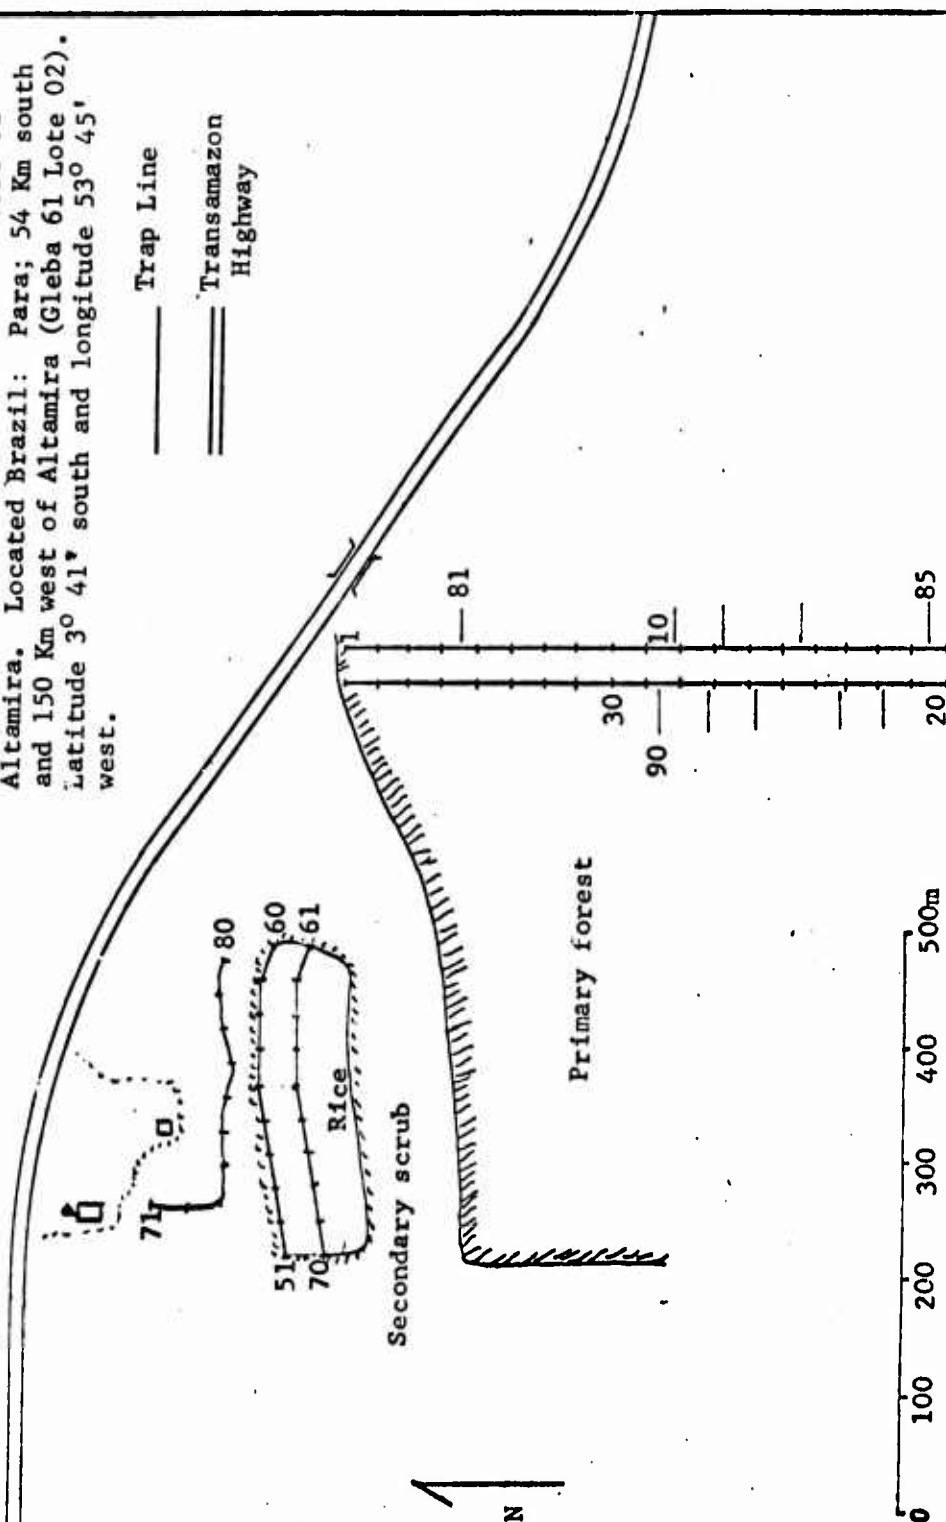 Altamira. Located Brazil: Para; 54 Km south
and 150 Km west of Altamira (Gleba 61 Lote 02).
Latitude 3° 41' south and longitude 53° 45'
west.
Trap Line
Transamazon
Highway
71
80
51
60
70
61
Rice
Secondary scrub
1
81
Primary forest
30
10
90
20
85
N
0 100 200 300 400 500m